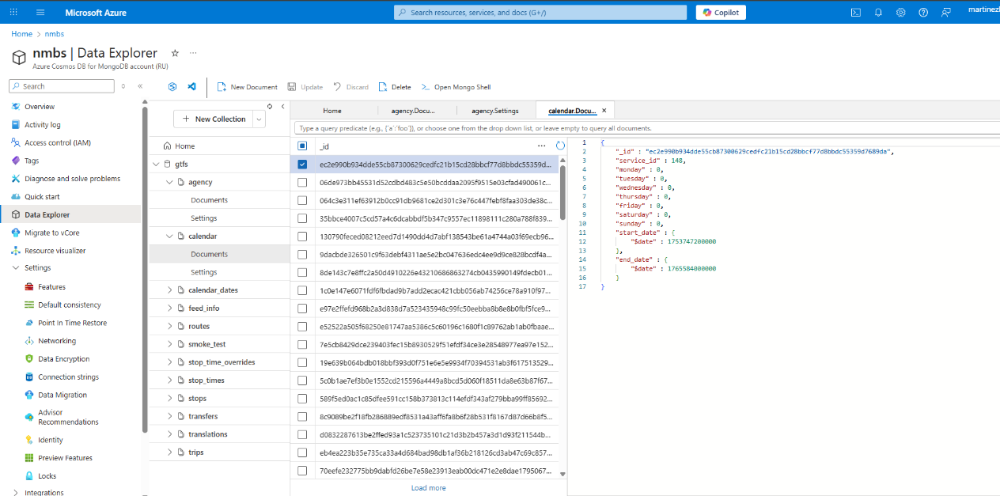 Microsoft Azure
Search resources, services, and docs (G+/)
Copilot
martinezl
Home > nmbs
nmbs | Data Explorer
Azure Cosmos DB for MongoDB account (RU)
Search
Overview
Activity log
Access control (IAM)
Tags
Diagnose and solve problems
Quick start
Data Explorer
Migrate to vCore
Resource visualizer
Settings
Features
Default consistency
Point In Time Restore
Networking
Data Encryption
Connection strings
Data Migration
Advisor
Recommendations
Identity
Preview Features
Locks
Integrations
New Document
Update
Discard
Delete
Open Mongo Shell
New Collection
Home
gtfs
agency
Documents
Settings
calendar
Documents
Settings
calendar_dates
feed_info
routes
smoke_test
stop_time_overrides
stop_times
stops
transfers
translations
trips
Home
agency.Docu...
agency.Settings
calendar.Docu...
Type a query predicate (e.g., {´a´:´foo´}), or choose one from the drop down list, or leave empty to query all documents.
_id
ec2e990b934dde55cb87300629cedfc21b15cd28bbcf77d8bbdc55359d...
06de973bb45531d52cdbd483c5e50bcddaa2095f9515e03cfad490061c...
064c3e311ef63912b0cc91db9681ce2d301c3e76c447febf8faa303de38c...
35bbce4007c5cd57a4c6dcabbdf5b347c9557ec11898111c280a788f839...
130790feced08212eed7d1490dd4d7abf138543be61a4744a03f69ecb96...
9dacbde326501c9f63debf4311ae5e2bc047636edc4ee9d9ce828bcdf4a...
8de143c7e8ffc2a50d4910226e43210686863274cb0435990149fdecb01...
1c0e147e6071fdf6fbdad9b7add2ecac421cbb056ab74256ce78a910f97...
e97e2ffefd968b2a3d838d7a523435948c99fc50eebba8b8e8b0fbf5fce9...
e52522a505f68250e81747aa5386c5c60196c1680f1c89762ab1ab0fbaae...
7e5cb8429dce239403fec15b8930529f51efdf34ce3e28548977ea97e152...
19e639b064bdb018bbf393d0f751e6e5e9934f70394531ab3f617513529...
5c0b1ae7ef3b0e1552cd215596a4449a8bcd5d060f18511da8e63b87f67...
589f5ed0ac1c85dfee591cc158b373813c114efdf343af279bba99ff85692...
8c9089be2f18fb286889edf8531a43aff6fa8b6f28b531f8167d87d66b8f5...
d0832287613be2ffed93a1c523735101c21d3b2b457a3d1d93f211544b...
eb4ea223b35e735ca33a4d684bad98db1af36b218126cd3ab47c69c857...
70eefe232775bb9dabfd26be7e58e23913eab00dc471e2e8dae1795067...
Load more
1 {
2 "_id" : "ec2e990b934dde55cb87300629cedfc21b15cd28bbcf77d8bbdc55359d7689da",
3 "service_id" : 148,
4 "monday" : 0,
5 "tuesday" : 0,
6 "wednesday" : 0,
7 "thursday" : 0,
8 "friday" : 0,
9 "saturday" : 0,
10 "sunday" : 0,
11 "start_date" : {
12 "$date" : 1753747200000
13 },
14 "end_date" : {
15 "$date" : 1765584000000
16 }
17 }